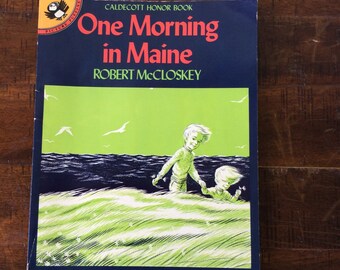 CALDECOTT HONOR BOOK
One Morning
in Maine
ROBERT McCLOSKEY